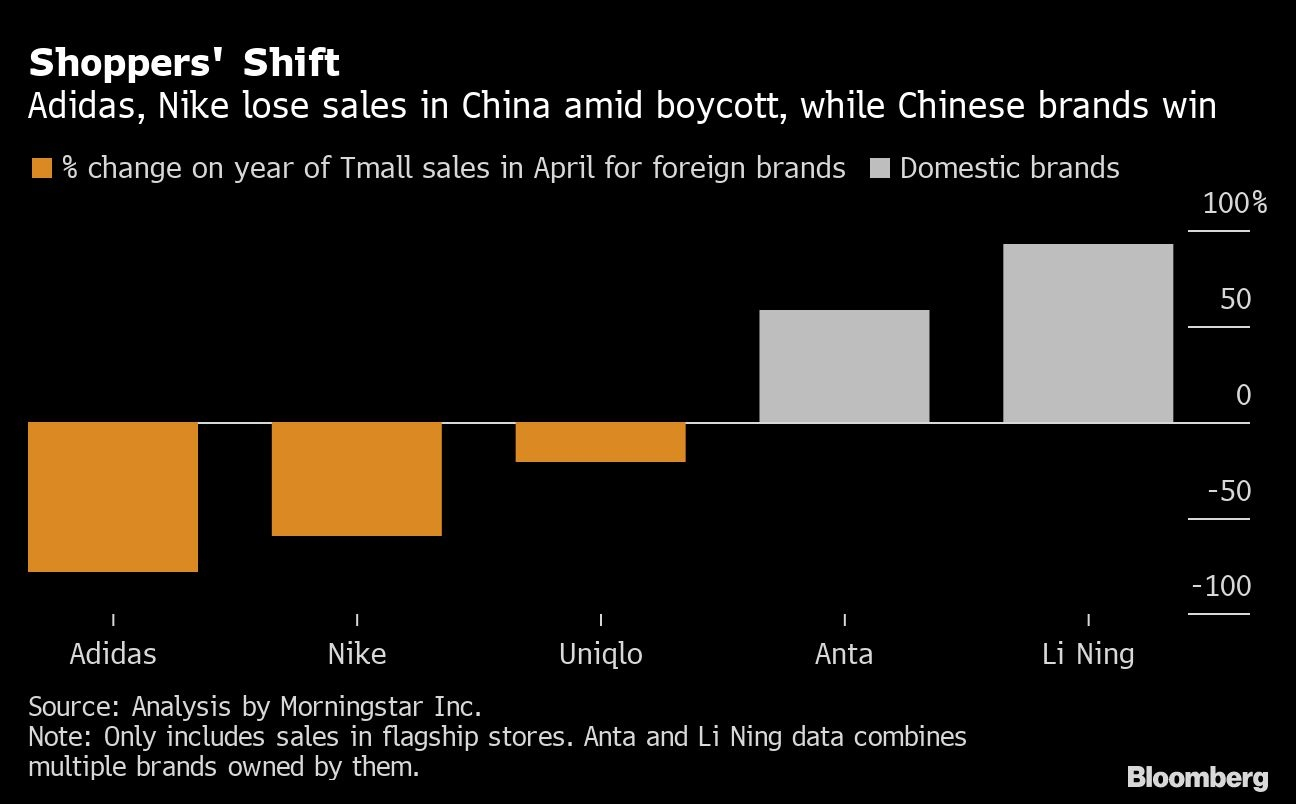 Shoppers' Shift
Adidas, Nike lose sales in China amid boycott, while Chinese brands win
% change on year of Tmall sales in April for foreign brands Domestic brands
100%
50
0
-50
-100
Adidas Nike Uniqlo Anta Li Ning
Source: Analysis by Morningstar Inc.
Note: Only includes sales in flagship stores. Anta and Li Ning data combines
multiple brands owned by them.
Bloomberg